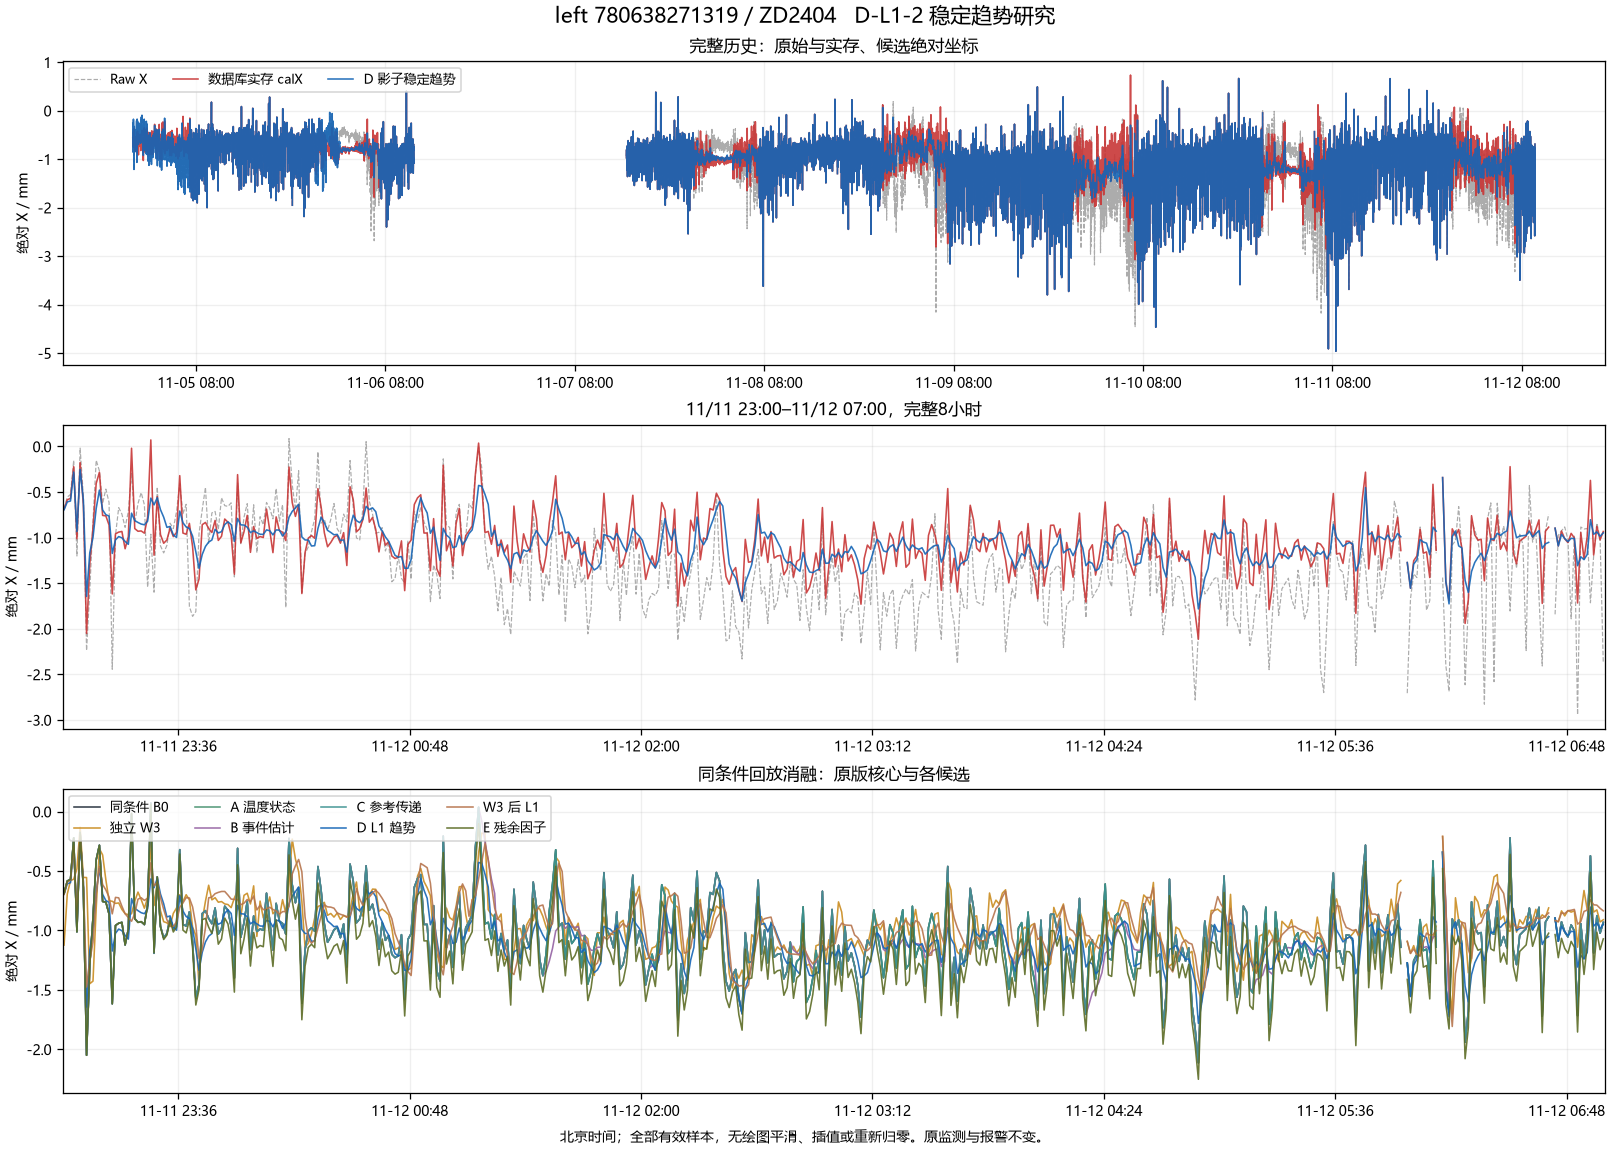 left 780638271319 / ZD2404   D-L1-2 稳定趋势研究
完整历史：原始与实存、候选绝对坐标
Raw X
数据库实存 calX
D 影子稳定趋势
绝对 X / mm
1
0
-1
-2
-3
-4
-5
11-05 08:00
11-06 08:00
11-07 08:00
11-08 08:00
11-09 08:00
11-10 08:00
11-11 08:00
11-12 08:00
11/11 23:00–11/12 07:00，完整8小时
绝对 X / mm
0.0
-0.5
-1.0
-1.5
-2.0
-2.5
-3.0
11-11 23:36
11-12 00:48
11-12 02:00
11-12 03:12
11-12 04:24
11-12 05:36
11-12 06:48
同条件回放消融：原版核心与各候选
同条件 B0
A 温度状态
C 参考传递
W3 后 L1
独立 W3
B 事件估计
D L1 趋势
E 残余因子
绝对 X / mm
0.0
-0.5
-1.0
-1.5
-2.0
11-11 23:36
11-12 00:48
11-12 02:00
11-12 03:12
11-12 04:24
11-12 05:36
11-12 06:48
北京时间；全部有效样本，无绘图平滑、插值或重新归零。原监测与报警不变。